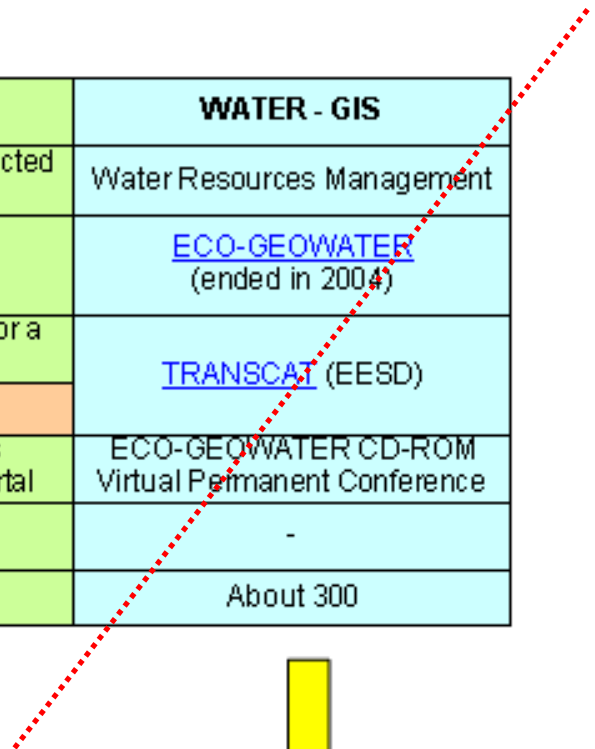 WATER - GIS
cted
Water Resources Management
ECO-GEOWATER
(ended in 2004)
or a
TRANSCAT (EESD)
ECO-GEOWATER CD-ROM
rtal
Virtual Permanent Conference
-
About 300